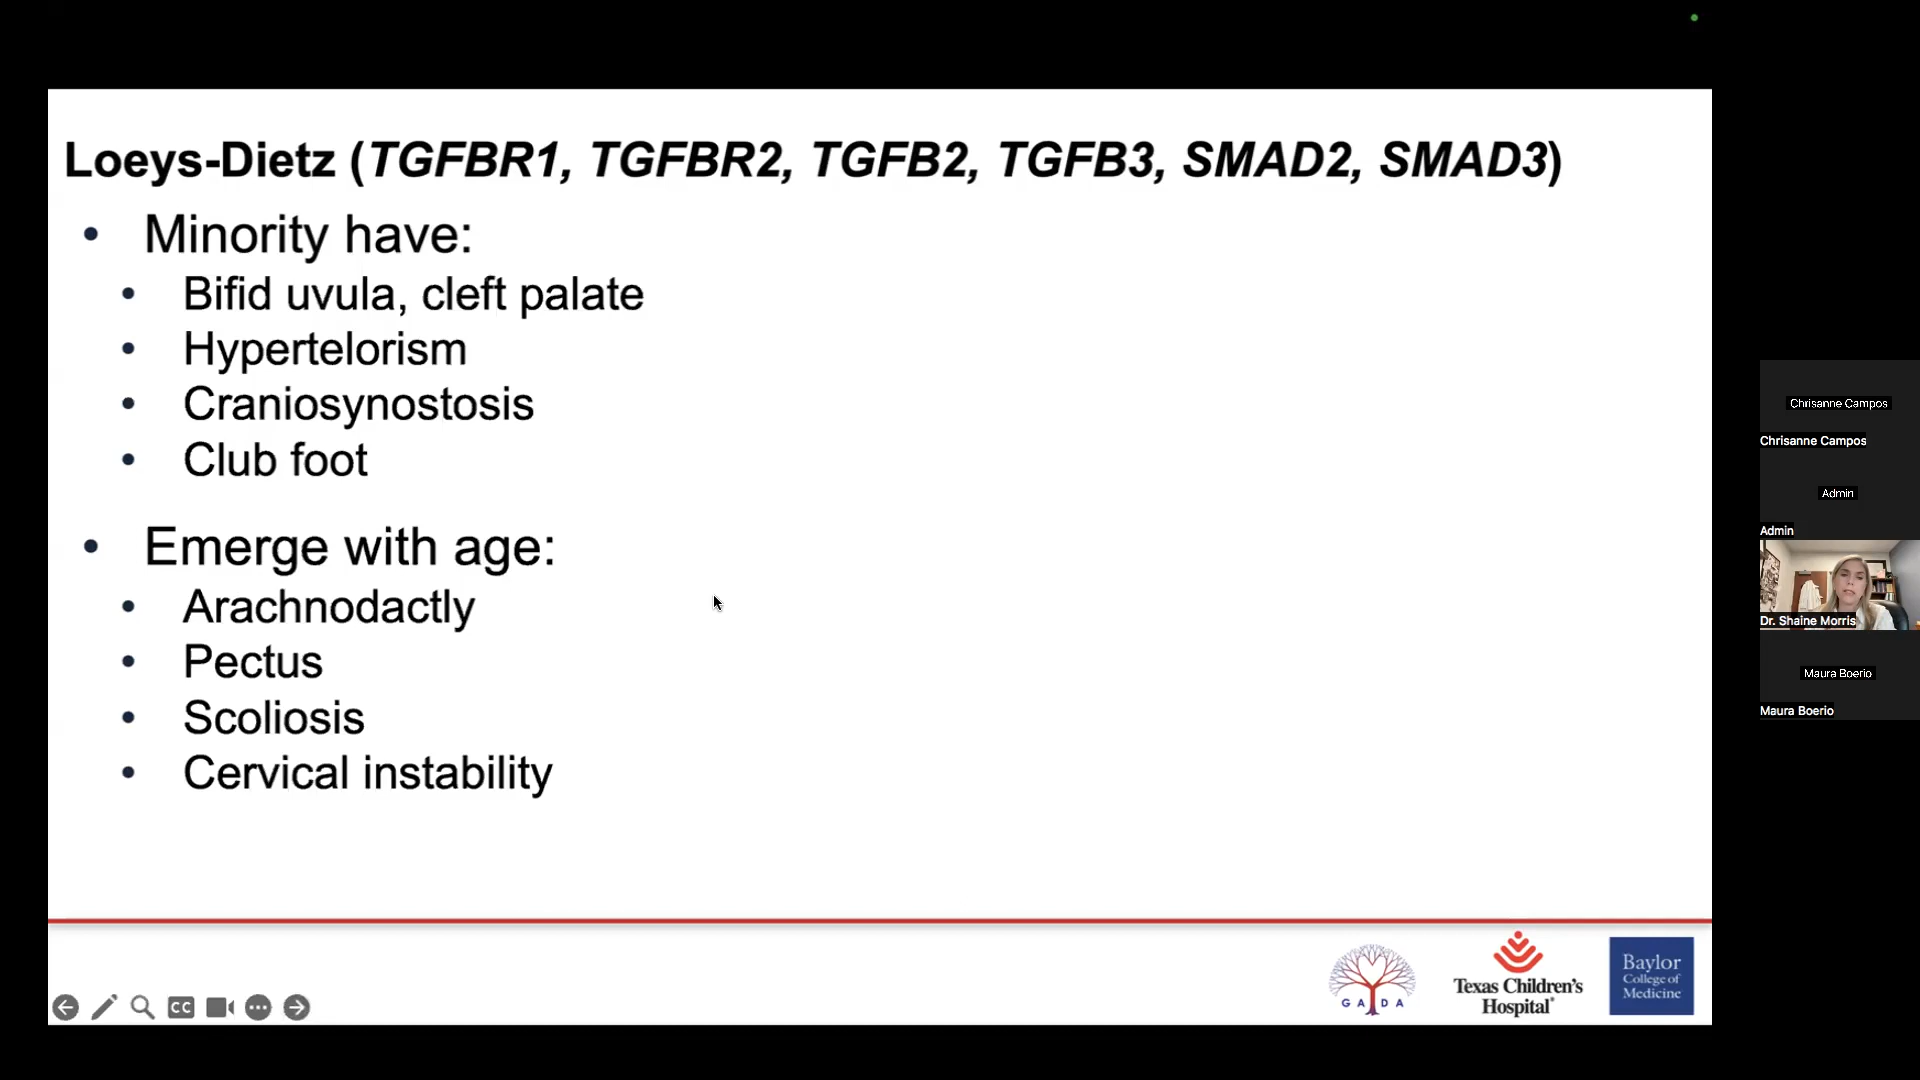 Loeys-Dietz (TGFBR1, TGFBR2, TGFB2, TGFB3, SMAD2, SMAD3)
• Minority have:
• Bifid uvula, cleft palate
• Hypertelorism
• Craniosynostosis
• Club foot
• Emerge with age:
• Arachnodactly
• Pectus
• Scoliosis
• Cervical instability
GADA
Texas Children's
Hospital
Baylor
College of
Medicine
CC
Chrisanne Campos
Chrisanne Campos
Admin
Admin
Dr. Shaine Morris
Maura Boerio
Maura Boerio